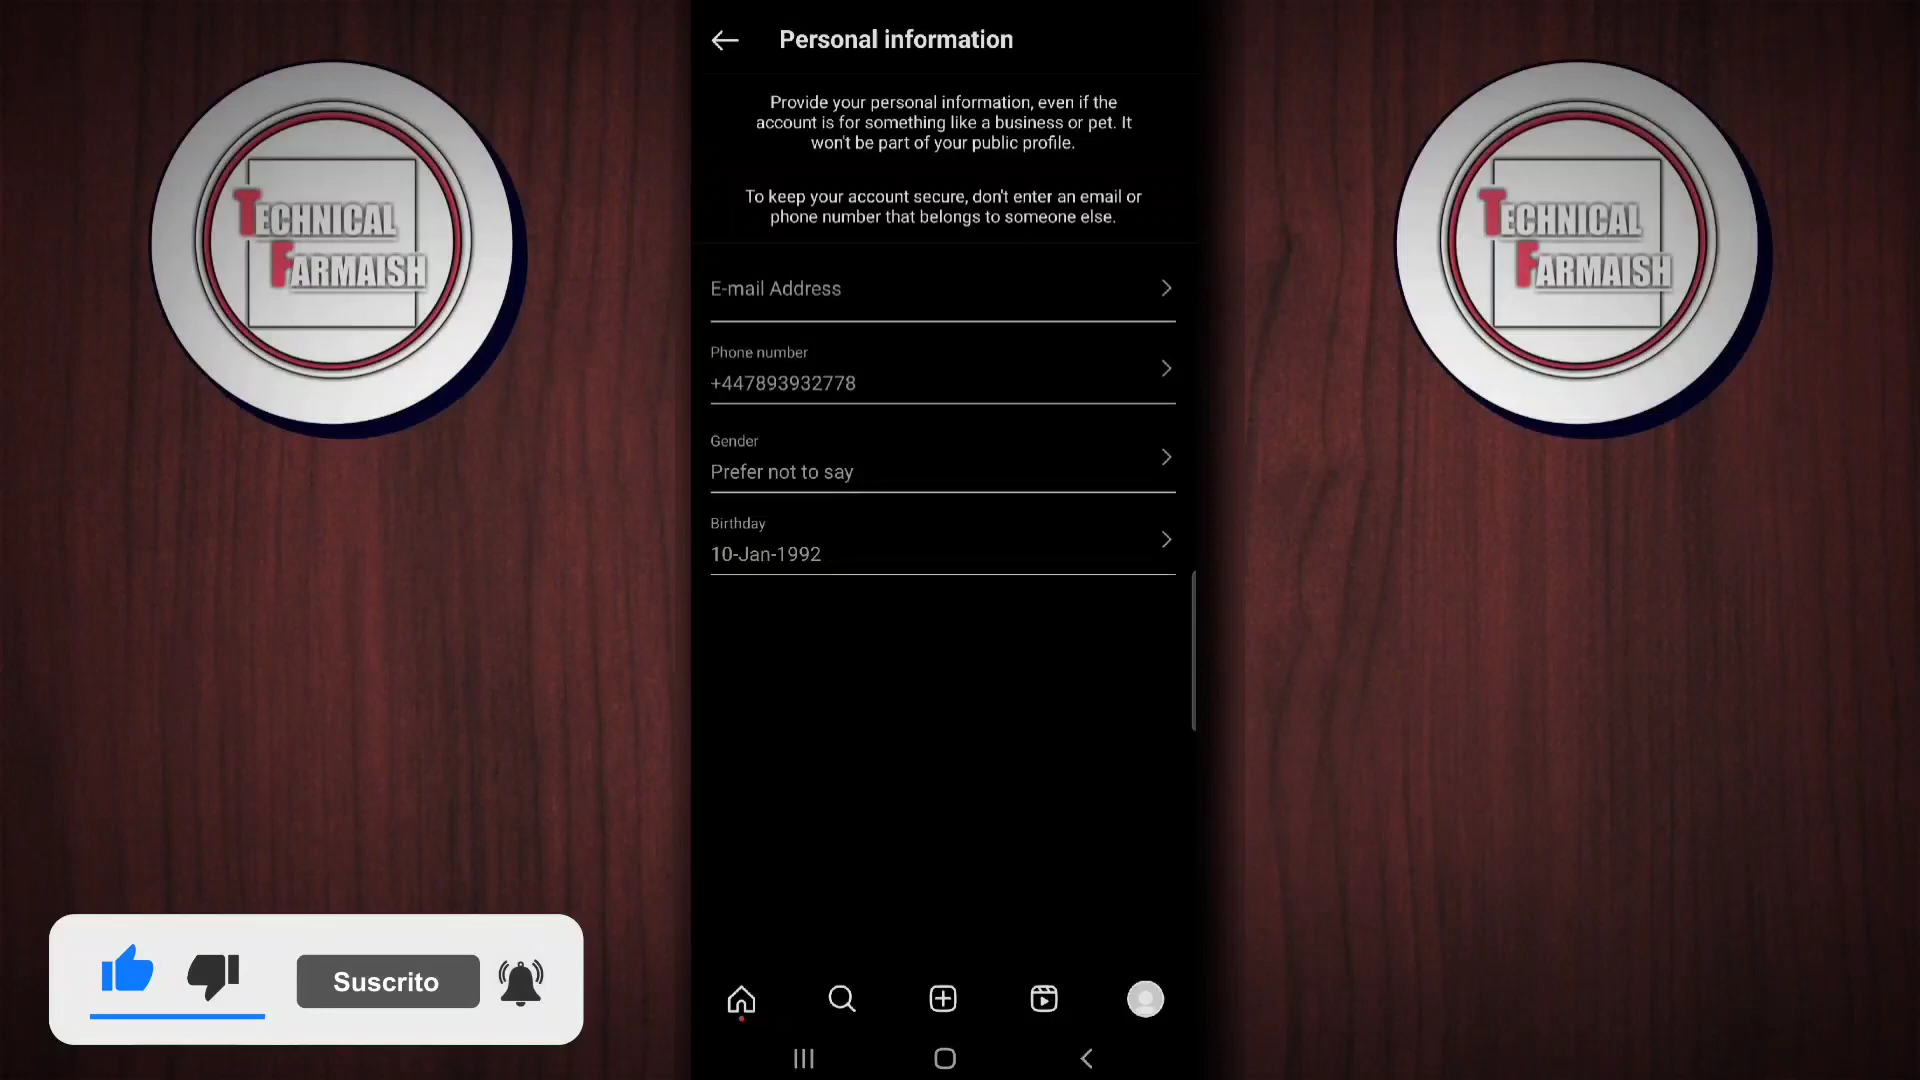 Personal information
Provide your personal information, even if the
account is for something like a business or pet. It
won't be part of your public profile.
To keep your account secure, don't enter an email or
phone number that belongs to someone else.
E-mail Address
Phone number
+447893932778
Gender
Prefer not to say
Birthday
10-Jan-1992
TECHNICAL
FARMAISH
TECHNICAL
FARMAISH
Suscrito